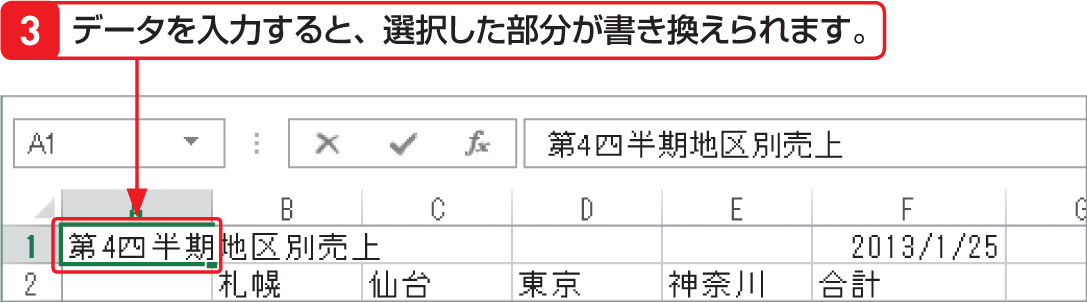 3 データを入力すると、選択した部分が書き換えられます。
A1 fx 第4四半期地区別売上
A B C D E F G
1 第4四半期地区別売上 2013/1/25
2 札幌 仙台 東京 神奈川 合計